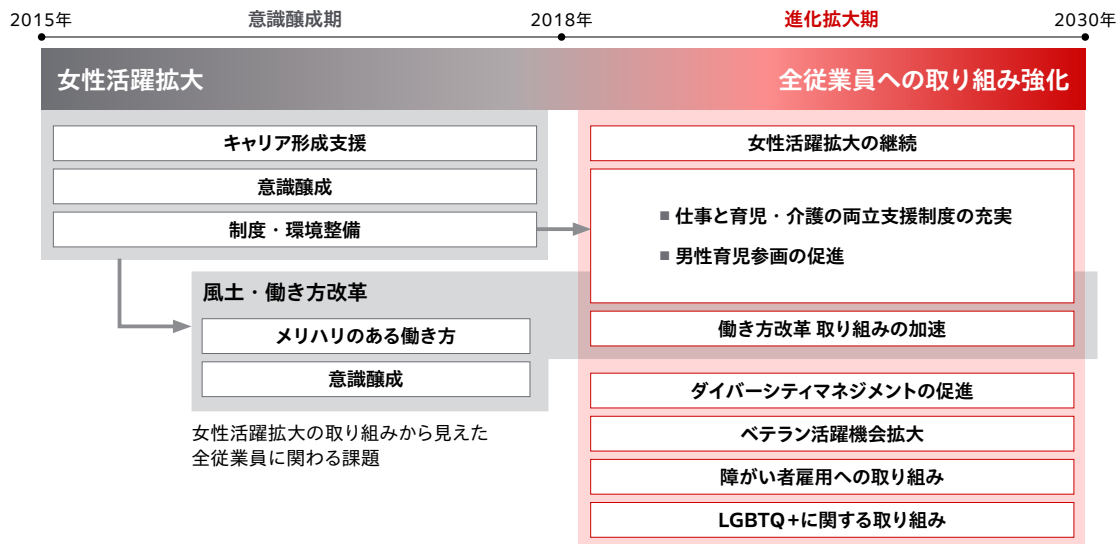 2015年
意識醸成期
2018年
進化拡大期
2030年
女性活躍拡大
全従業員への取り組み強化
キャリア形成支援
意識醸成
制度・環境整備
風土・働き方改革
メリハリのある働き方
意識醸成
女性活躍拡大の取り組みから見えた
全従業員に関わる課題
女性活躍拡大の継続
■ 仕事と育児・介護の両立支援制度の充実
■ 男性育児参画の促進
働き方改革 取り組みの加速
ダイバーシティマネジメントの促進
ベテラン活躍機会拡大
障がい者雇用への取り組み
LGBTQ+に関する取り組み